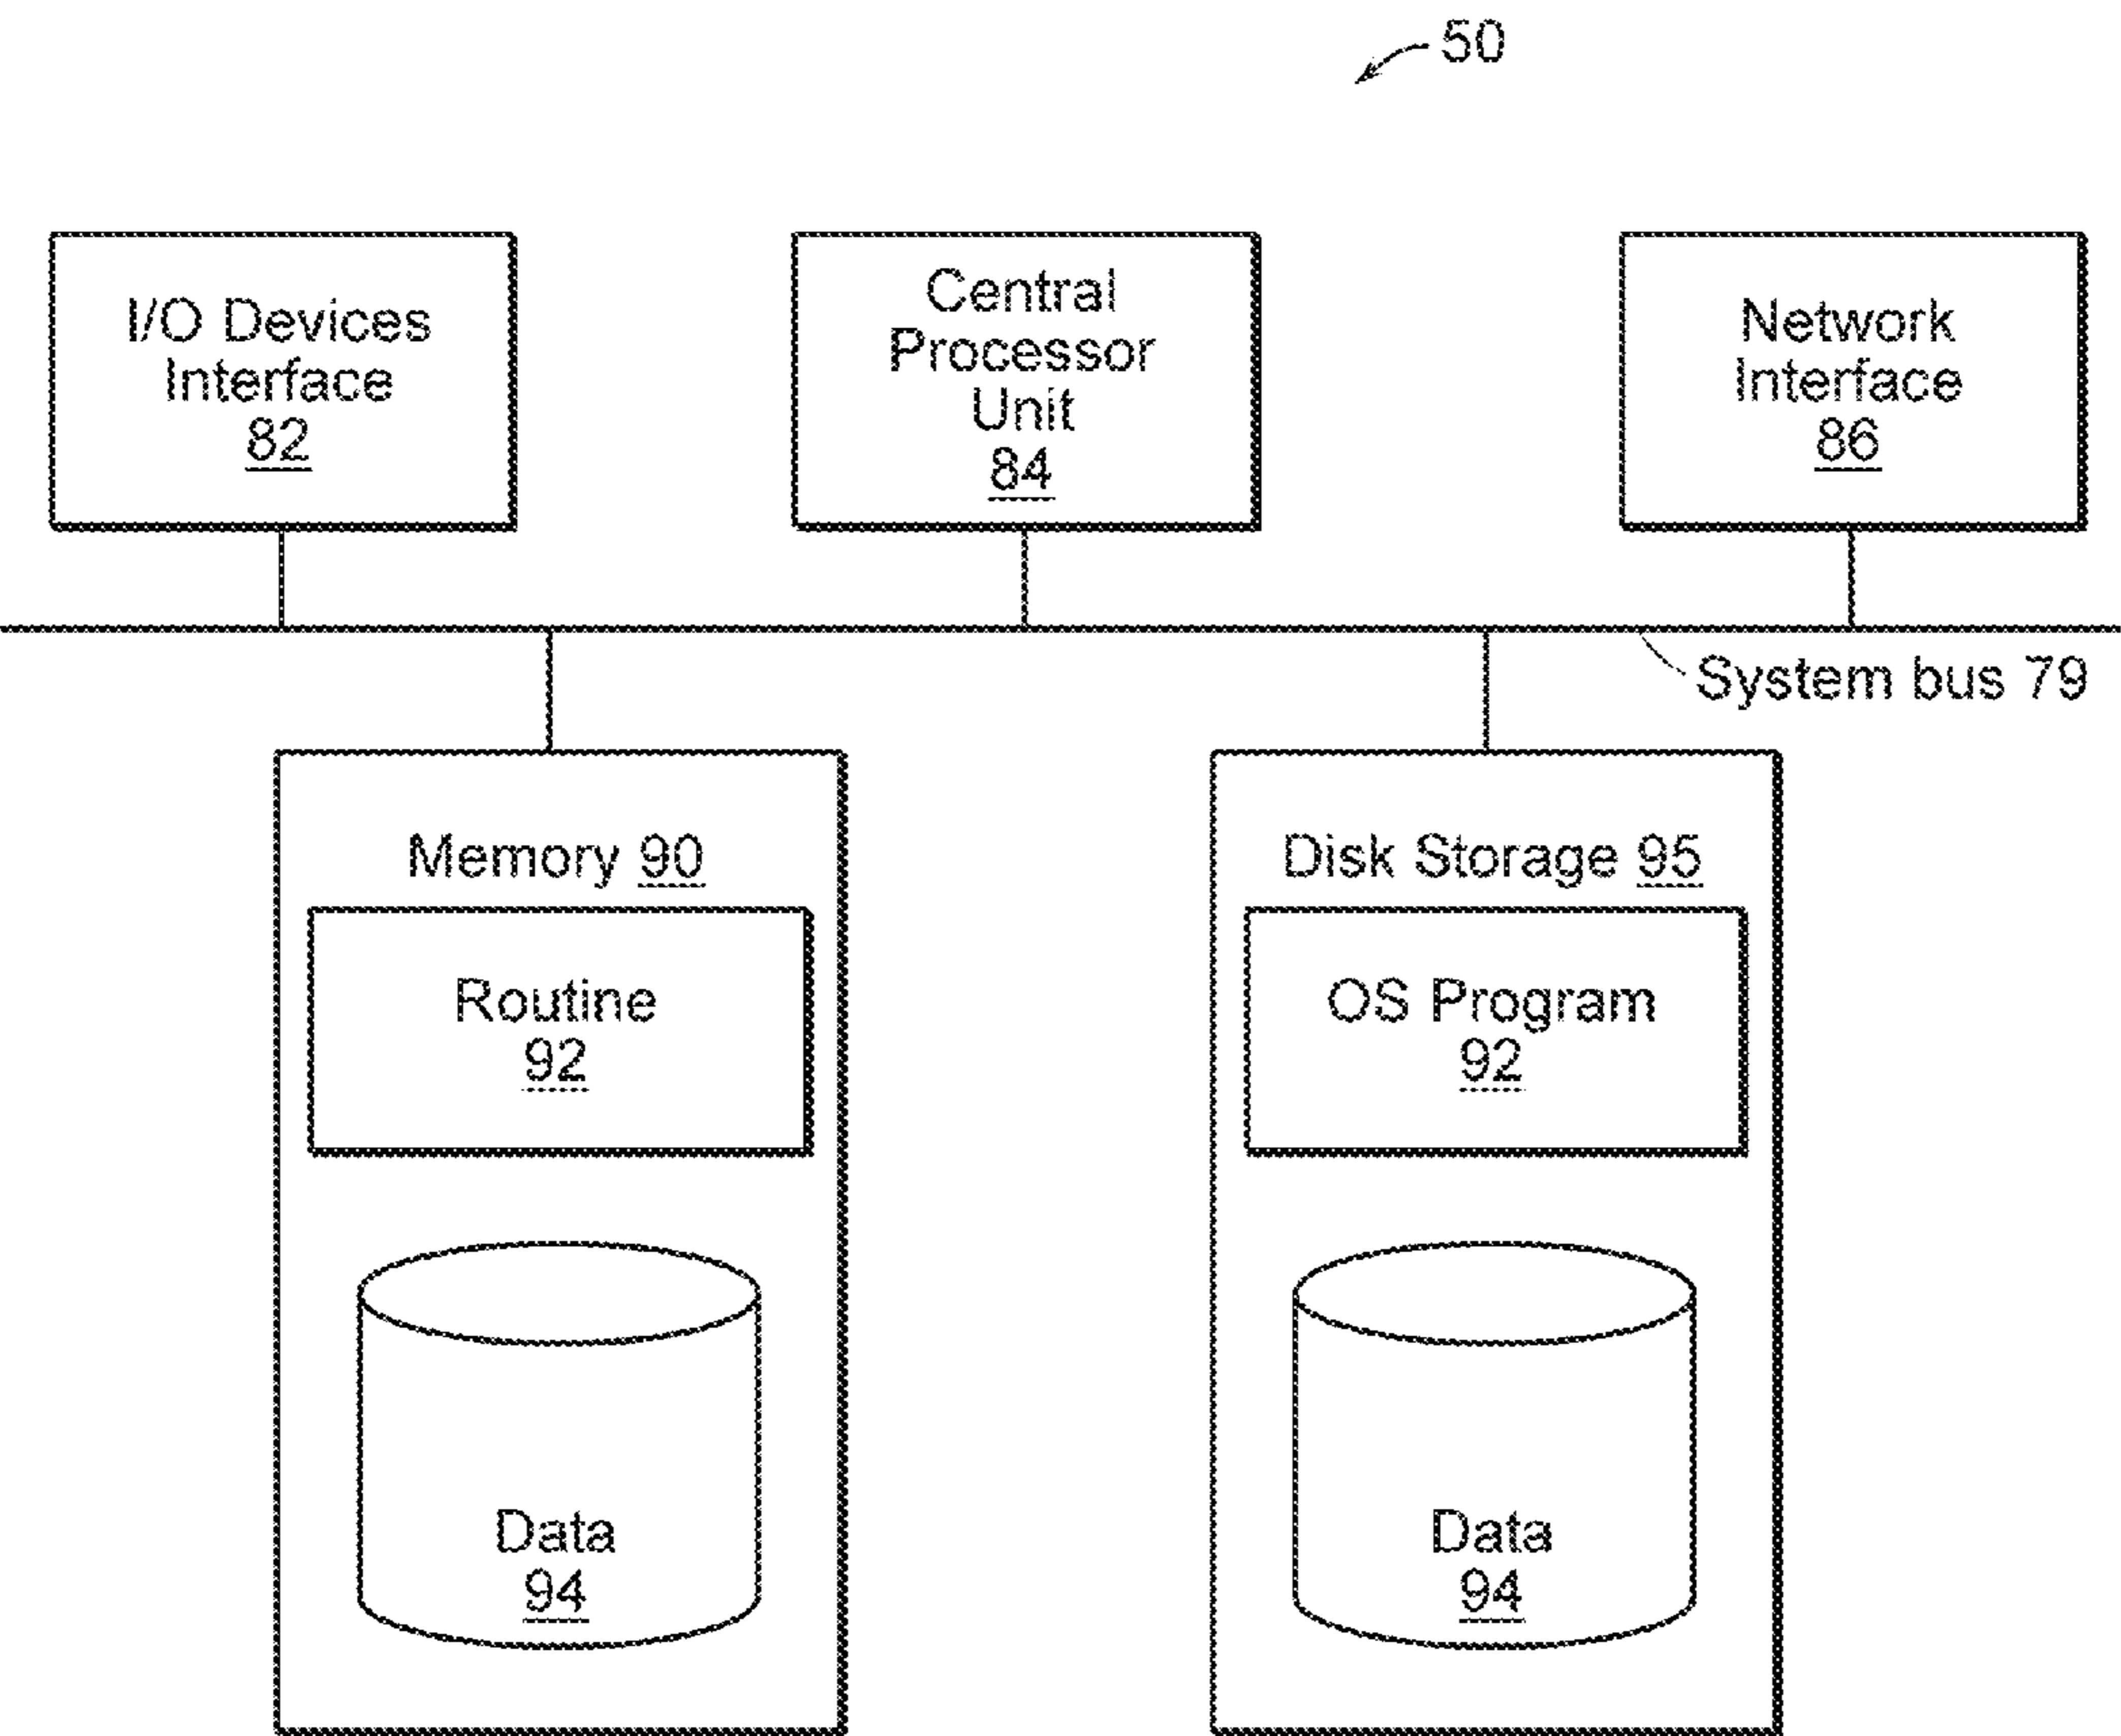 50
I/O Devices
Interface
82
Central
Processor
Unit
84
Network
Interface
86
System bus 79
Memory 90
Routine
92
Data
94
Disk Storage 95
OS Program
92
Data
94